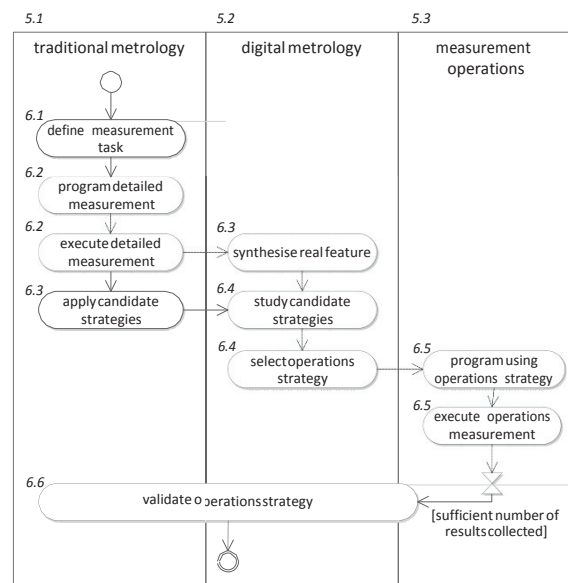 5.1
5.2
5.3
traditional metrology
digital metrology
measurement
operations
6.1
define measurement
task
6.2
program detailed
measurement
6.2
execute detailed
measurement
6.3
synthesise real feature
6.3
apply candidate
strategies
6.4
study candidate
strategies
6.4
select operations
strategy
6.5
program using
operations strategy
6.5
execute operations
measurement
6.6
validate operations strategy
[sufficient number of
results collected]